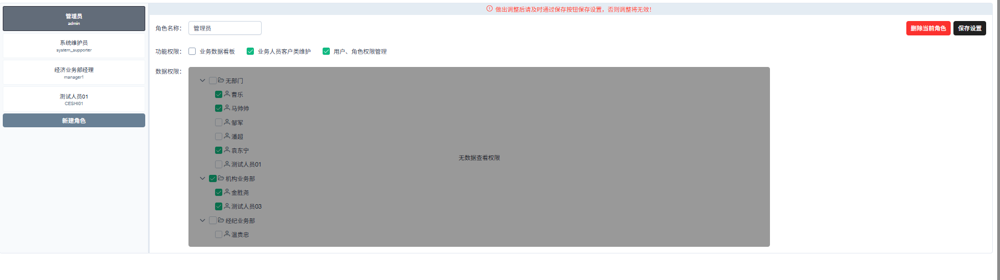 管理员
admin
系统维护员
system_supporter
经济业务部经理
manager1
测试人员01
CESHI01
新建角色
做出调整后请及时通过保存按钮保存设置，否则调整将无效！
角色名称： 管理员 删除当前角色 保存设置
功能权限： 业务数据看板 业务人员客户类维护 用户、角色权限管理
数据权限：
无部门
曹乐
马帅帅
邹军
潘超
袁东宁
无数据查看权限
测试人员01
机构业务部
金胜尧
测试人员03
经纪业务部
温贵忠